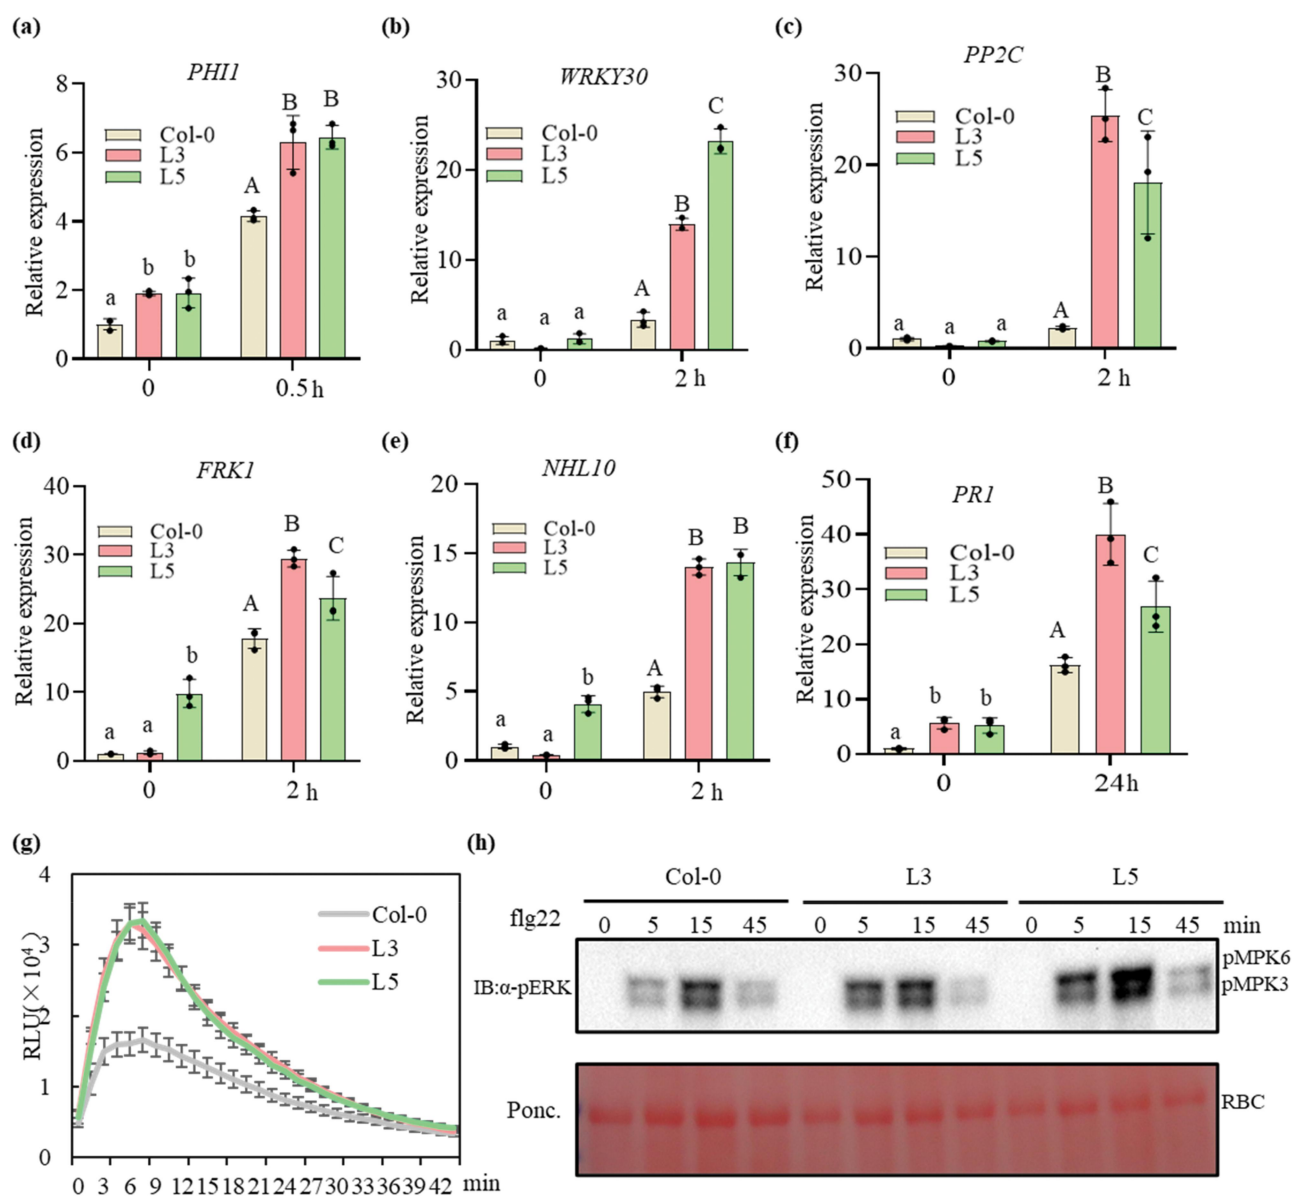 (a)
PHI1
Relative expression
8
6
4
2
0
Col-0
L3
L5
a
b
b
A
B
B
0
0.5 h
(b)
WRKY30
Relative expression
30
20
10
0
Col-0
L3
L5
a
a
a
A
B
C
0
2 h
(c)
PP2C
Relative expression
30
20
10
0
Col-0
L3
L5
a
a
a
A
B
C
0
2 h
(d)
FRK1
Relative expression
40
30
20
10
0
Col-0
L3
L5
a
a
b
A
B
C
0
2 h
(e)
NHL10
Relative expression
20
15
10
5
0
Col-0
L3
L5
a
a
b
A
B
B
0
2 h
(f)
PR1
Relative expression
50
40
30
20
10
0
Col-0
L3
L5
a
b
b
A
B
C
0
24h
(g)
RLU(×10⁴)
4
3
2
1
0
Col-0
L3
L5
0 3 6 9 12 15 18 21 24 27 30 33 36 39 42 min
(h)
Col-0 L3 L5
flg22 0 5 15 45 0 5 15 45 0 5 15 45 min
IB:α-pERK
pMPK6
pMPK3
Ponc.
RBC